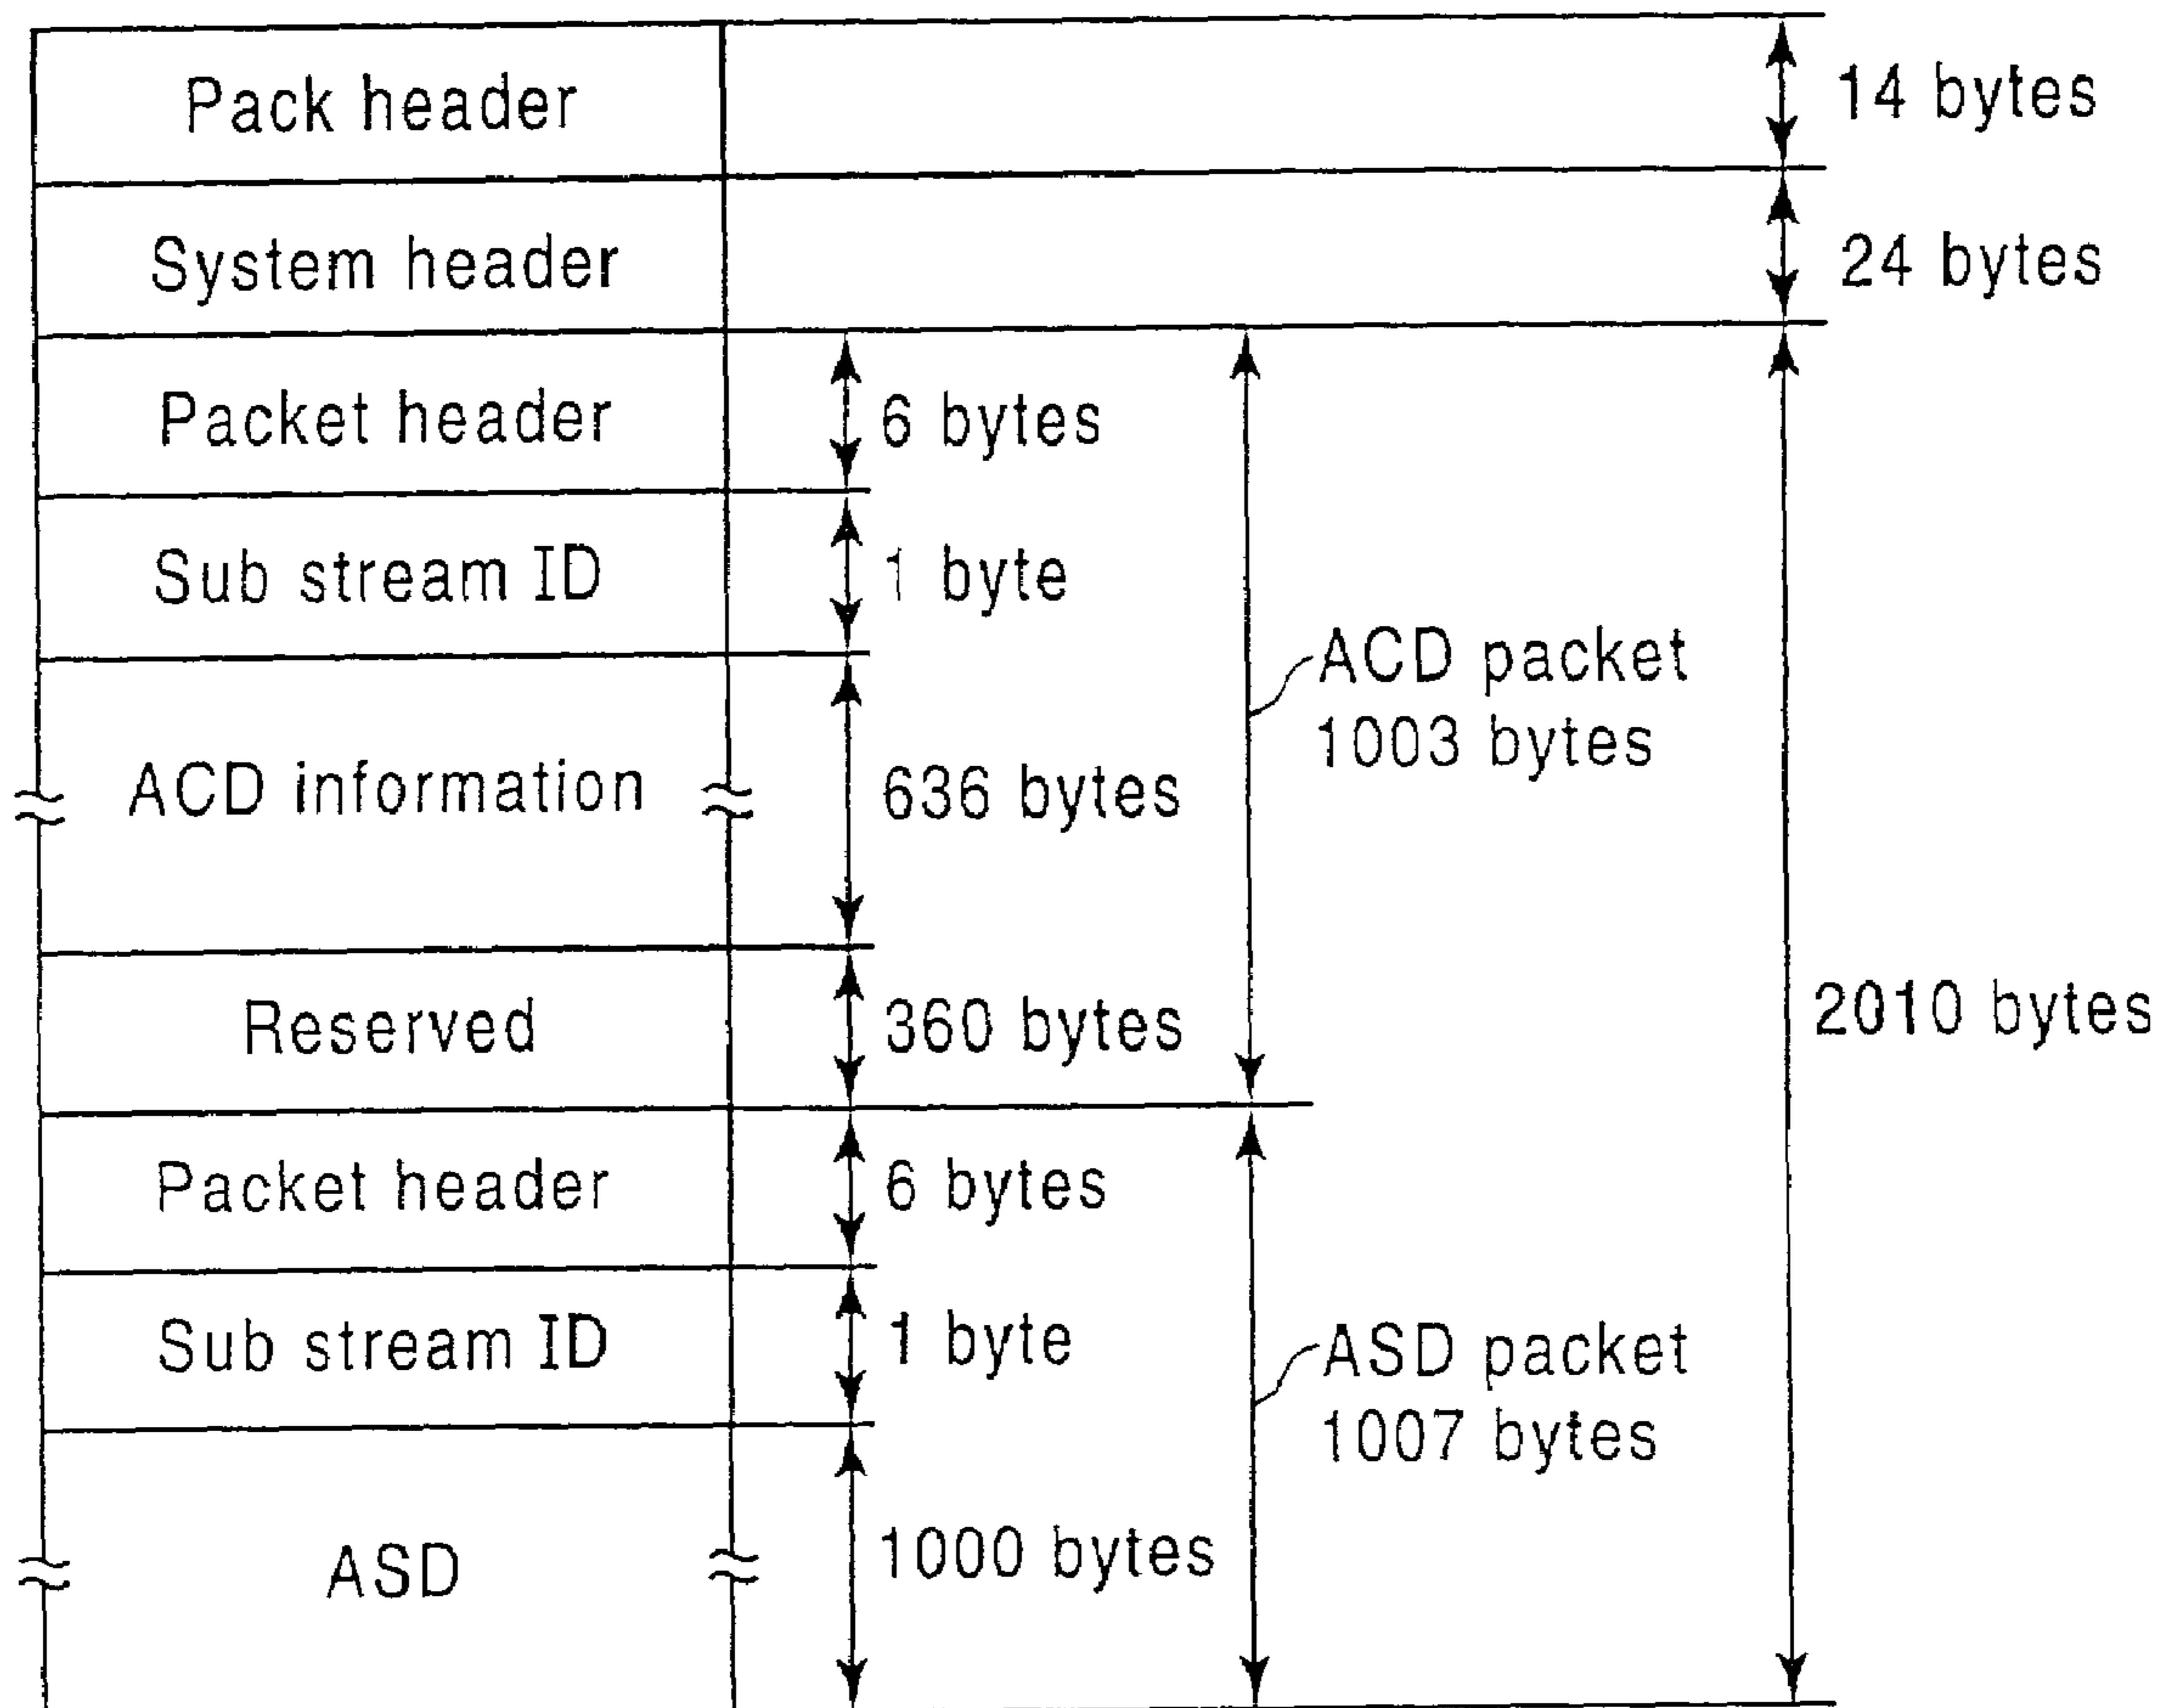 Pack header
14 bytes
System header
24 bytes
Packet header
6 bytes
Sub stream ID
1 byte
ACD packet
1003 bytes
ACD information
636 bytes
Reserved
360 bytes
2010 bytes
Packet header
6 bytes
Sub stream ID
1 byte
ASD packet
1007 bytes
ASD
1000 bytes